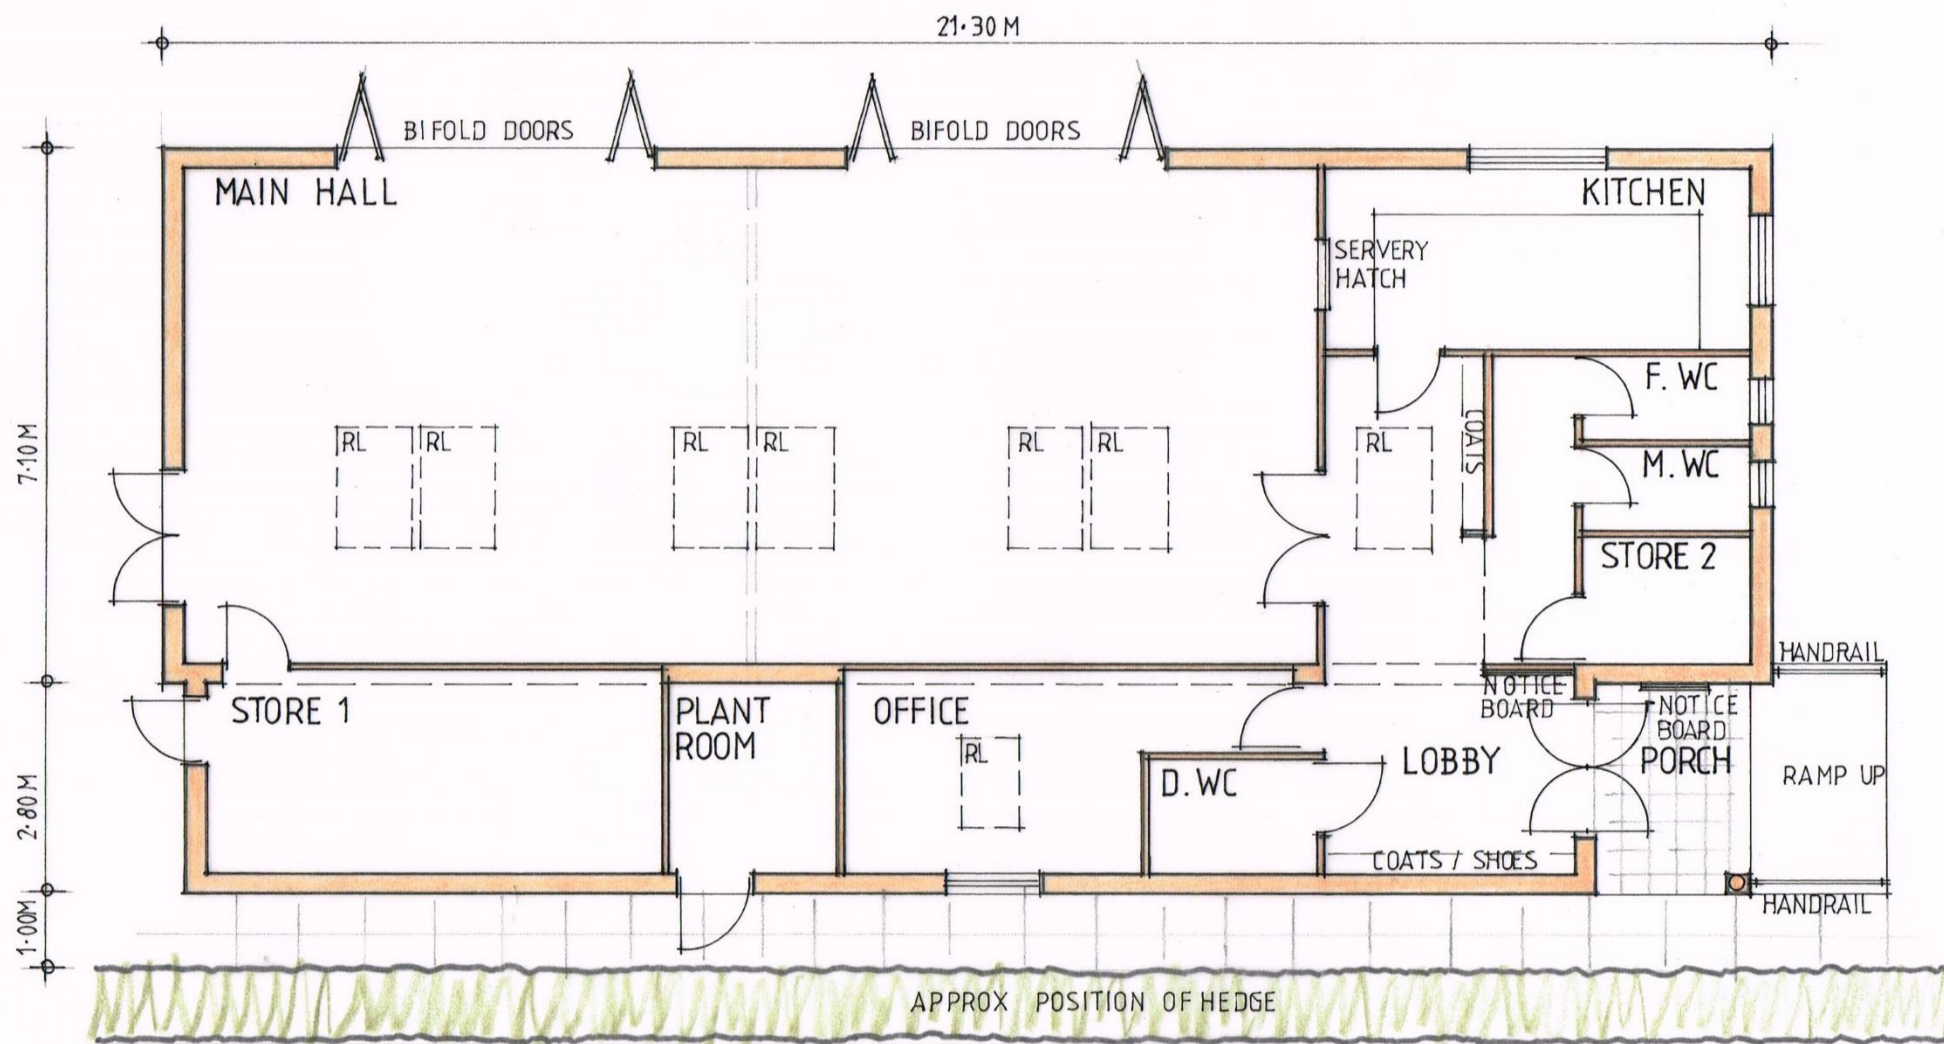 21·30 M
BIFOLD DOORS
BIFOLD DOORS
MAIN HALL
KITCHEN
SERVERY
HATCH
F. WC
COATS
7·10 M
RL
RL
RL
RL
RL
RL
RL
M. WC
STORE 2
HANDRAIL
NOTICE
BOARD
NOTICE
BOARD
STORE 1
PLANT
ROOM
OFFICE
RL
D. WC
LOBBY
PORCH
RAMP UP
2·80 M
COATS / SHOES
HANDRAIL
1·00M
APPROX POSITION OF HEDGE